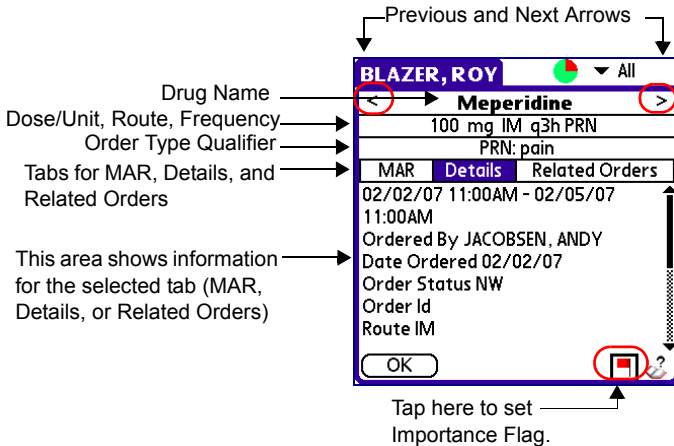 Previous and Next Arrows
BLAZER, ROY
All
Drug Name
< Meperidine >
Dose/Unit, Route, Frequency
100 mg IM q3h PRN
Order Type Qualifier
PRN: pain
Tabs for MAR, Details, and
Related Orders
MAR Details Related Orders
02/02/07 11:00AM - 02/05/07
11:00AM
Ordered By JACOBSEN, ANDY
Date Ordered 02/02/07
Order Status NW
Order Id
Route IM
This area shows information
for the selected tab (MAR,
Details, or Related Orders)
OK
?
Tap here to set
Importance Flag.